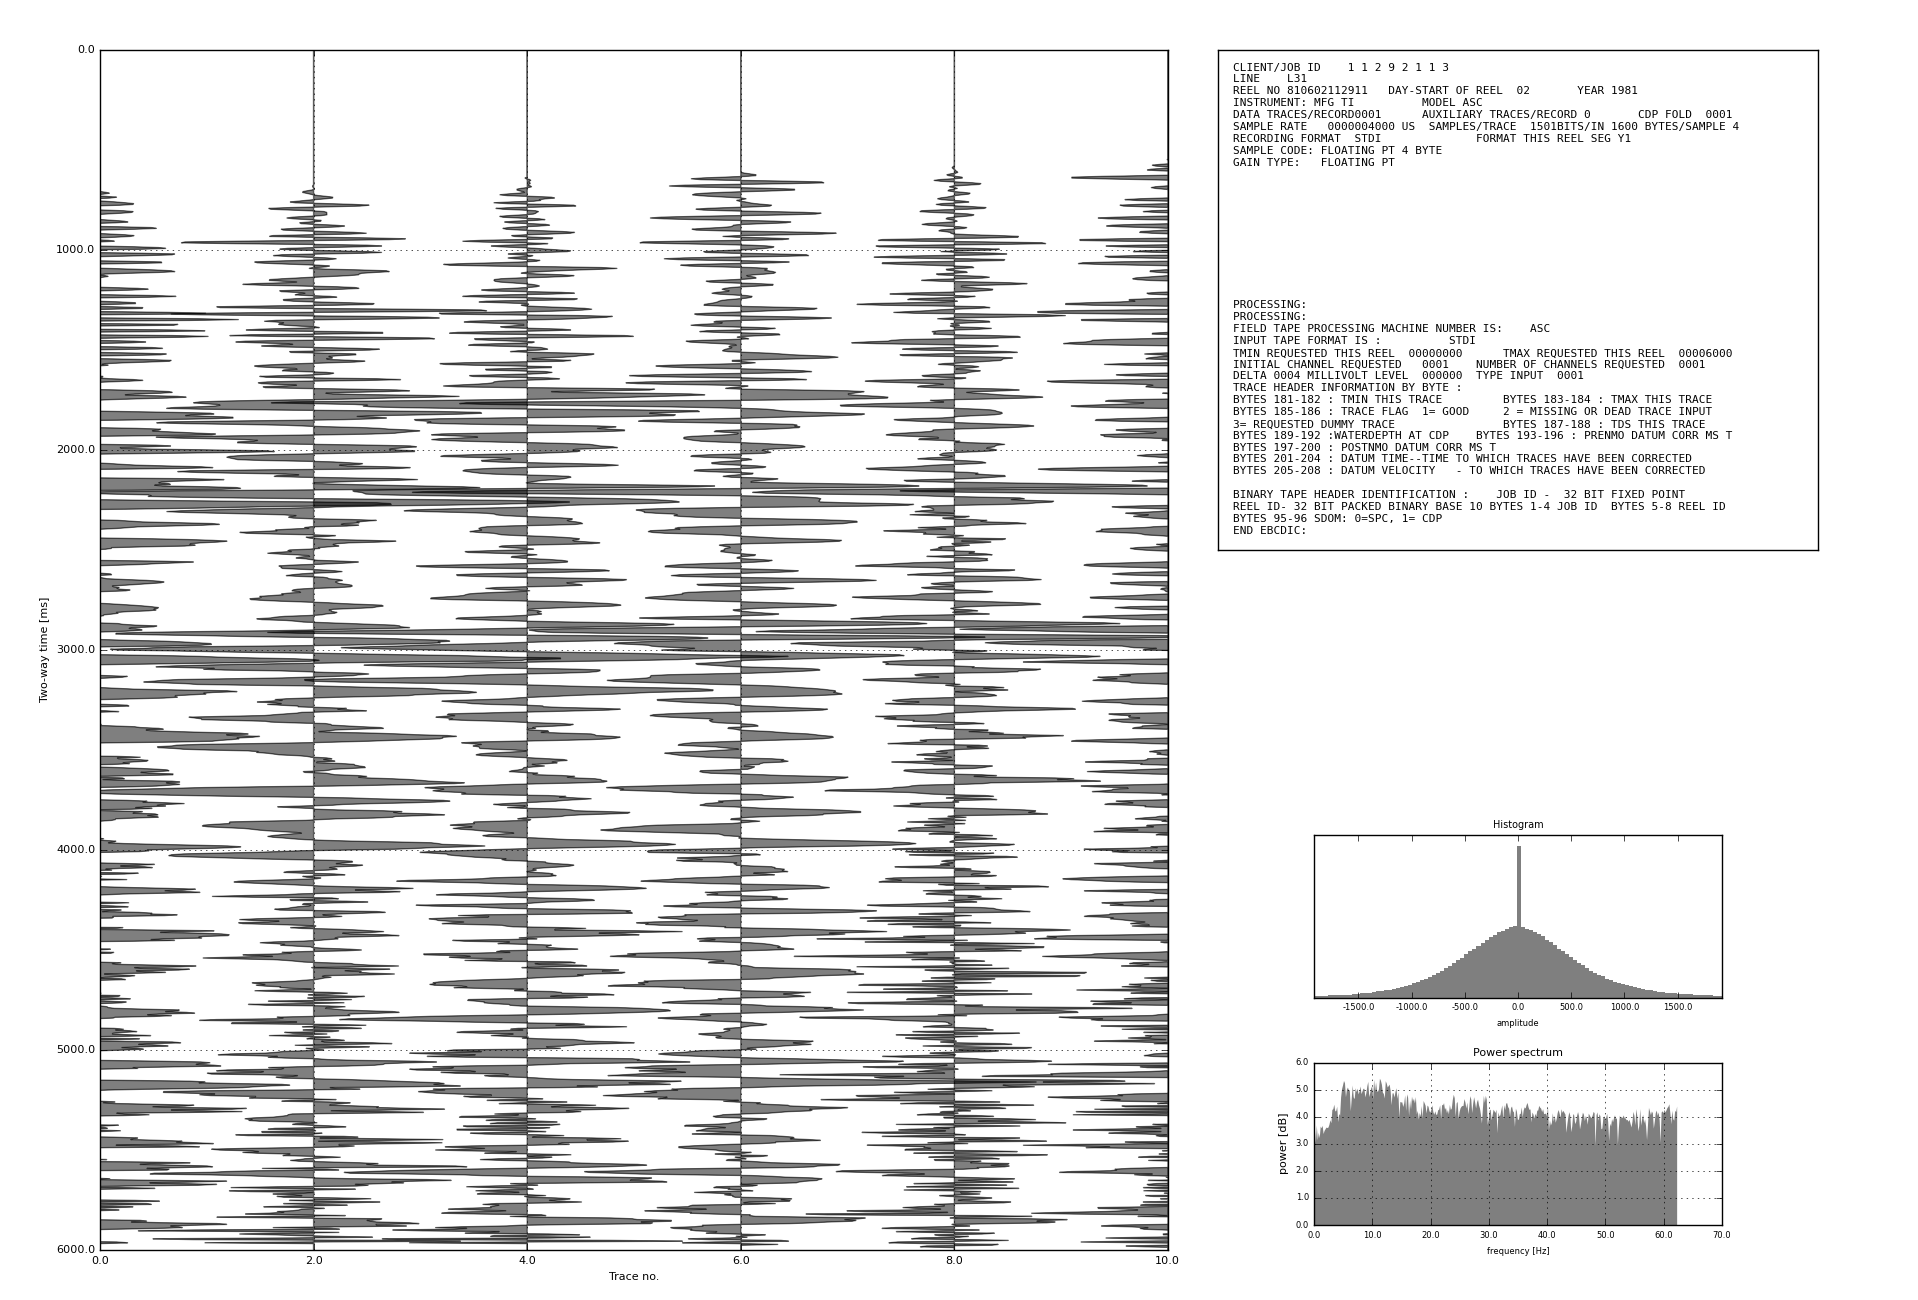 0.0
1000.0
2000.0
3000.0
4000.0
5000.0
6000.0
Two-way time [ms]
0.0 2.0 4.0 6.0 8.0 10.0
Trace no.
CLIENT/JOB ID    1 1 2 9 2 1 1 3
LINE    L31
REEL NO 810602112911   DAY-START OF REEL  02       YEAR 1981
INSTRUMENT: MFG TI          MODEL ASC
DATA TRACES/RECORD0001      AUXILIARY TRACES/RECORD 0       CDP FOLD  0001
SAMPLE RATE   0000004000 US  SAMPLES/TRACE  1501BITS/IN 1600 BYTES/SAMPLE 4
RECORDING FORMAT  STDI              FORMAT THIS REEL SEG Y1
SAMPLE CODE: FLOATING PT 4 BYTE
GAIN TYPE:   FLOATING PT
PROCESSING:
PROCESSING:
FIELD TAPE PROCESSING MACHINE NUMBER IS:    ASC
INPUT TAPE FORMAT IS :          STDI
TMIN REQUESTED THIS REEL  00000000      TMAX REQUESTED THIS REEL  00006000
INITIAL CHANNEL REQUESTED   0001    NUMBER OF CHANNELS REQUESTED  0001
DELTA 0004 MILLIVOLT LEVEL  000000  TYPE INPUT  0001
TRACE HEADER INFORMATION BY BYTE :
BYTES 181-182 : TMIN THIS TRACE         BYTES 183-184 : TMAX THIS TRACE
BYTES 185-186 : TRACE FLAG  1= GOOD     2 = MISSING OR DEAD TRACE INPUT
3= REQUESTED DUMMY TRACE                BYTES 187-188 : TDS THIS TRACE
BYTES 189-192 :WATERDEPTH AT CDP    BYTES 193-196 : PRENMO DATUM CORR MS T
BYTES 197-200 : POSTNMO DATUM CORR MS T
BYTES 201-204 : DATUM TIME--TIME TO WHICH TRACES HAVE BEEN CORRECTED
BYTES 205-208 : DATUM VELOCITY   - TO WHICH TRACES HAVE BEEN CORRECTED
BINARY TAPE HEADER IDENTIFICATION :    JOB ID -  32 BIT FIXED POINT
REEL ID- 32 BIT PACKED BINARY BASE 10 BYTES 1-4 JOB ID  BYTES 5-8 REEL ID
BYTES 95-96 SDOM: 0=SPC, 1= CDP
END EBCDIC:
Histogram
-1500.0 -1000.0 -500.0 0.0 500.0 1000.0 1500.0
amplitude
Power spectrum
6.0
5.0
4.0
3.0
2.0
1.0
0.0
power [dB]
0.0 10.0 20.0 30.0 40.0 50.0 60.0 70.0
frequency [Hz]